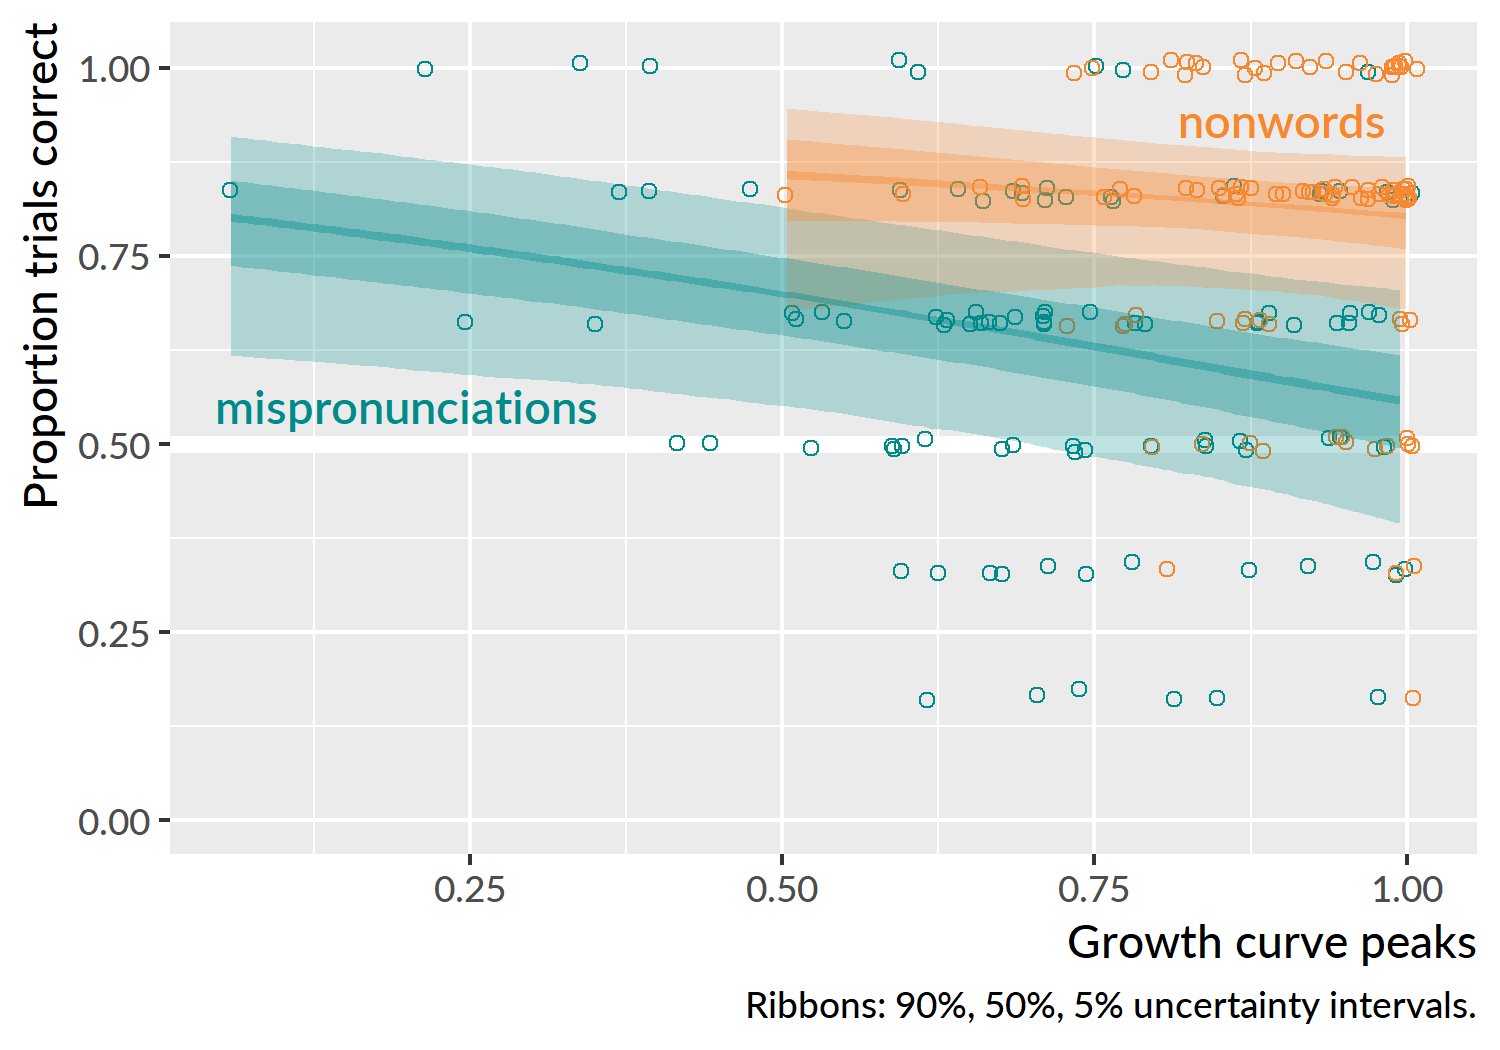 Proportion trials correct
1.00
0.75
0.50
0.25
0.00
nonwords
mispronunciations
0.25 0.50 0.75 1.00
Growth curve peaks
Ribbons: 90%, 50%, 5% uncertainty intervals.